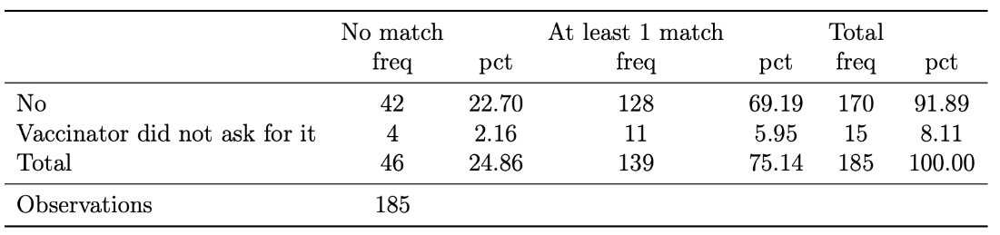 No match At least 1 match Total
freq pct freq pct freq pct
No 42 22.70 128 69.19 170 91.89
Vaccinator did not ask for it 4 2.16 11 5.95 15 8.11
Total 46 24.86 139 75.14 185 100.00
Observations 185